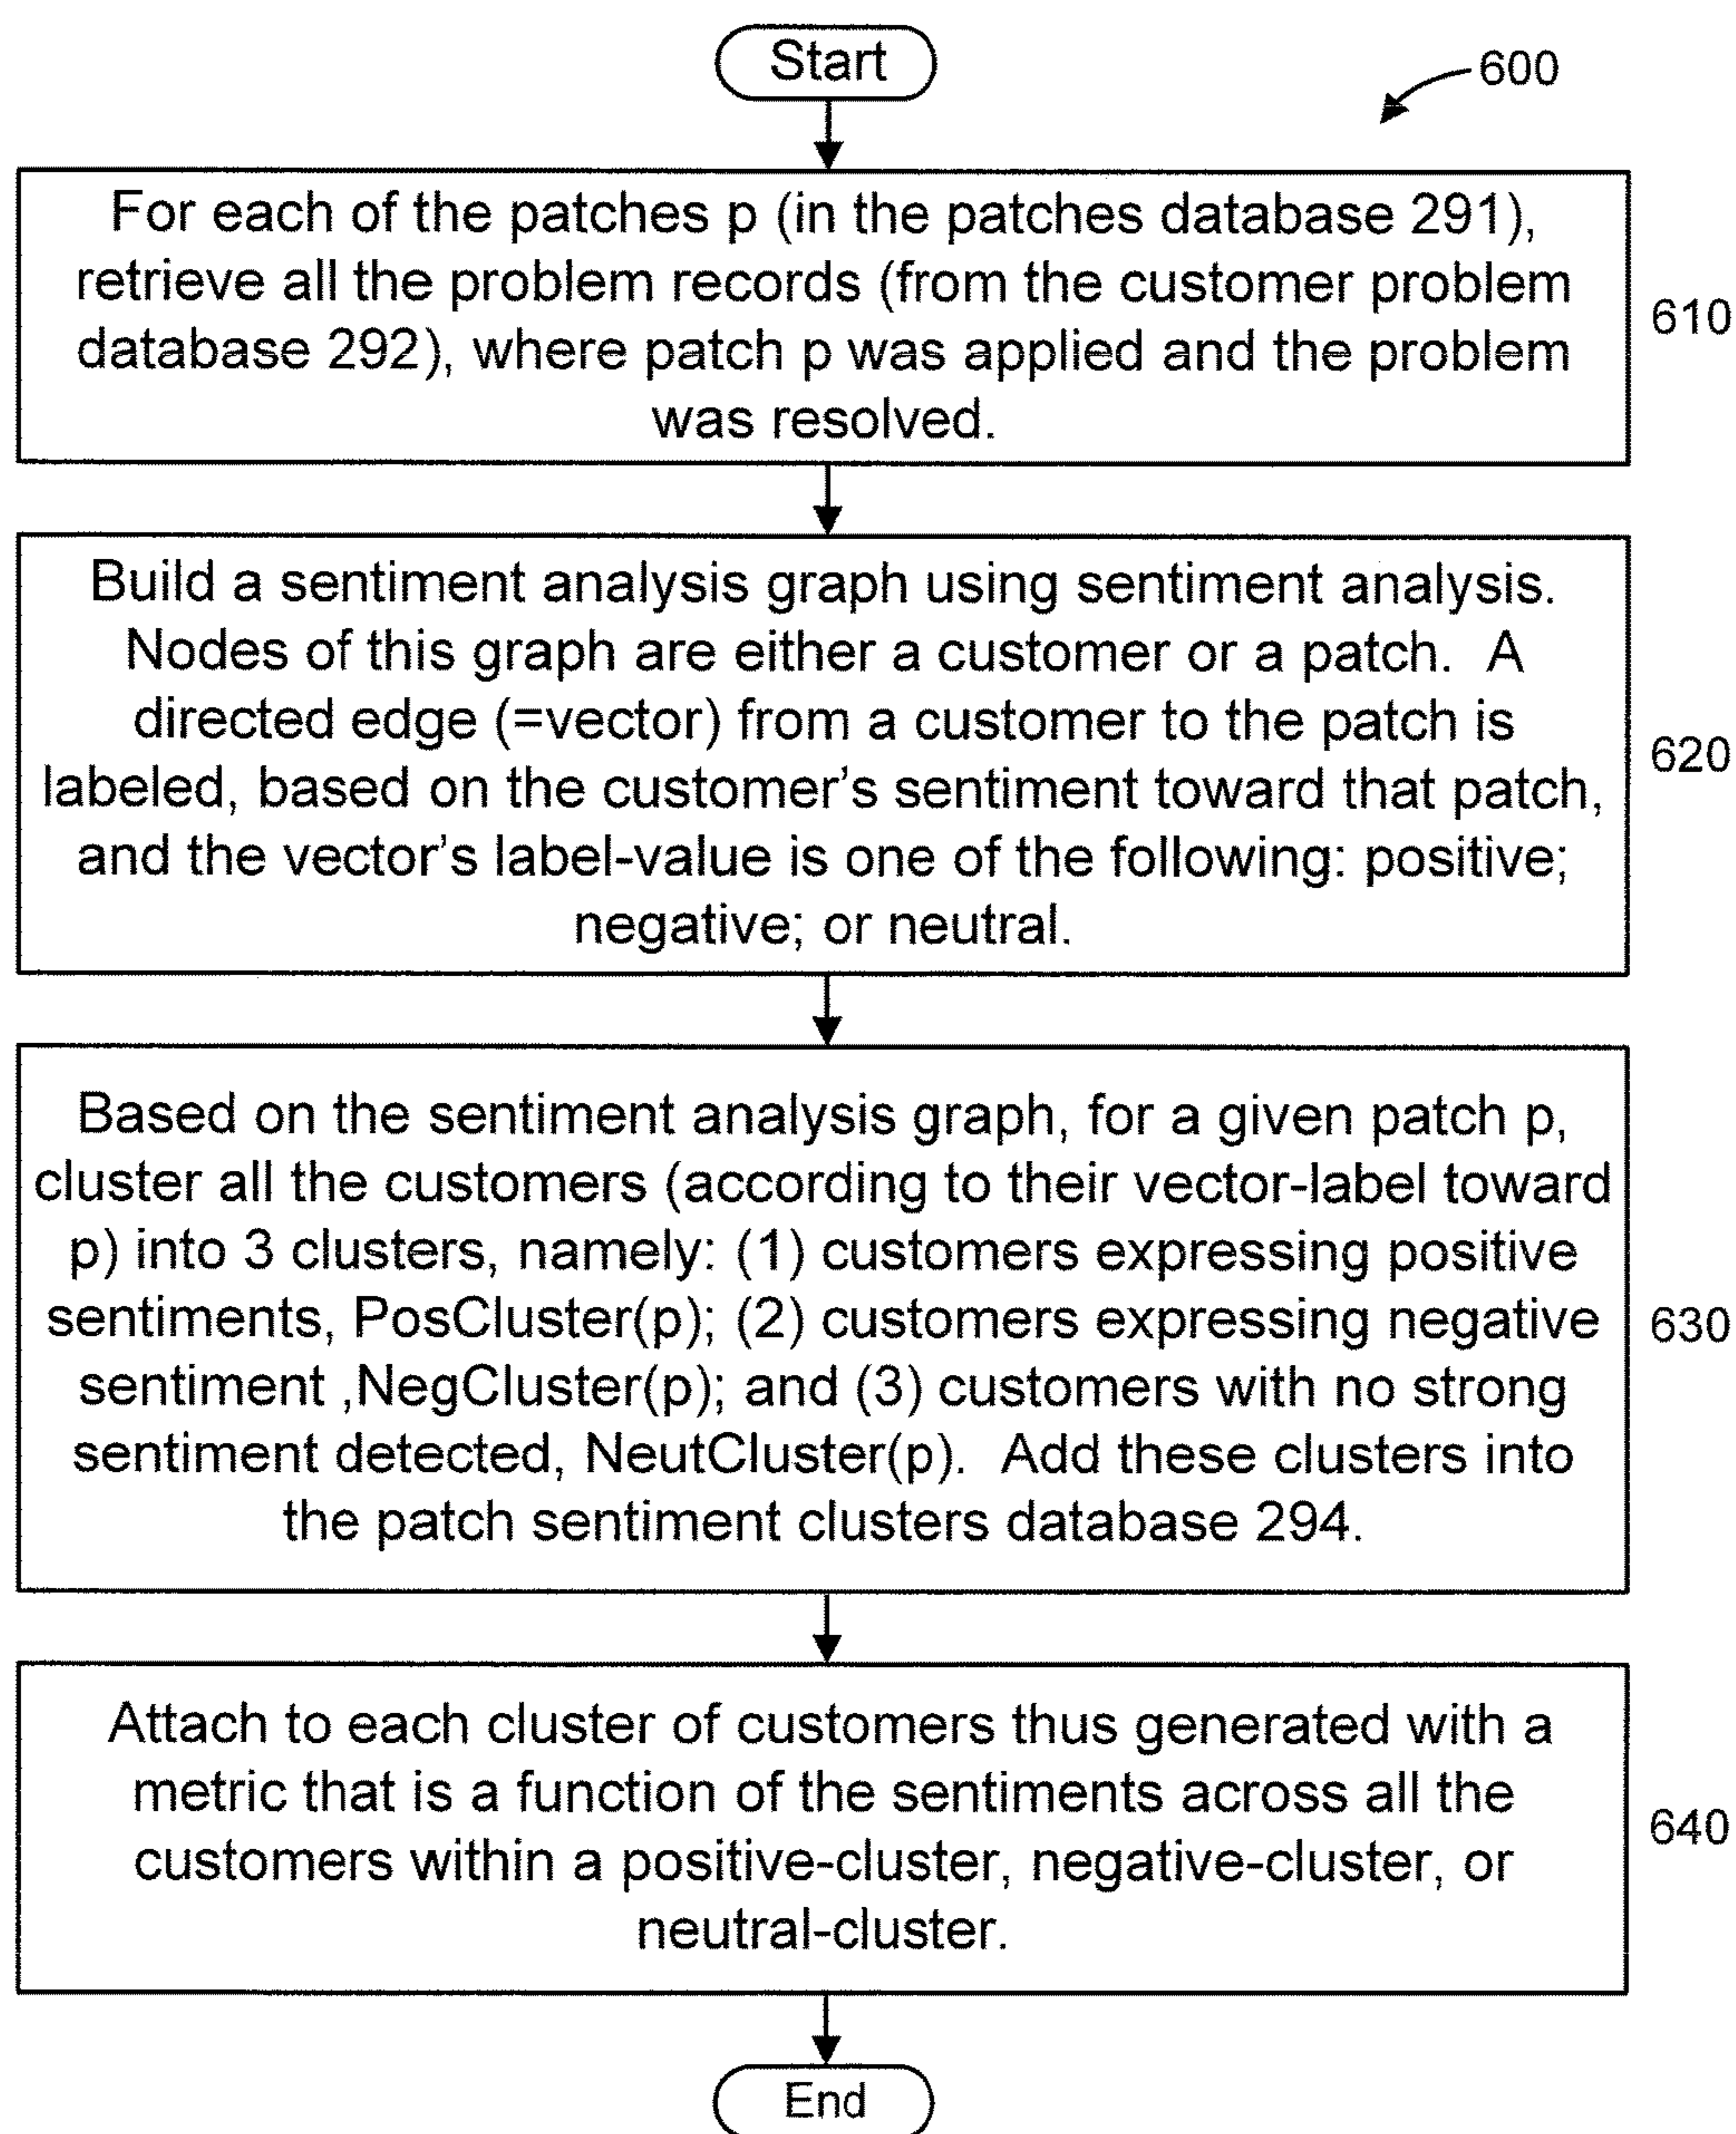 Start
600
For each of the patches p (in the patches database 291),
retrieve all the problem records (from the customer problem
database 292), where patch p was applied and the problem
was resolved.
610
Build a sentiment analysis graph using sentiment analysis.
Nodes of this graph are either a customer or a patch. A
directed edge (=vector) from a customer to the patch is
labeled, based on the customer's sentiment toward that patch,
and the vector's label-value is one of the following: positive;
negative; or neutral.
620
Based on the sentiment analysis graph, for a given patch p,
cluster all the customers (according to their vector-label toward
p) into 3 clusters, namely: (1) customers expressing positive
sentiments, PosCluster(p); (2) customers expressing negative
sentiment ,NegCluster(p); and (3) customers with no strong
sentiment detected, NeutCluster(p). Add these clusters into
the patch sentiment clusters database 294.
630
Attach to each cluster of customers thus generated with a
metric that is a function of the sentiments across all the
customers within a positive-cluster, negative-cluster, or
neutral-cluster.
640
End